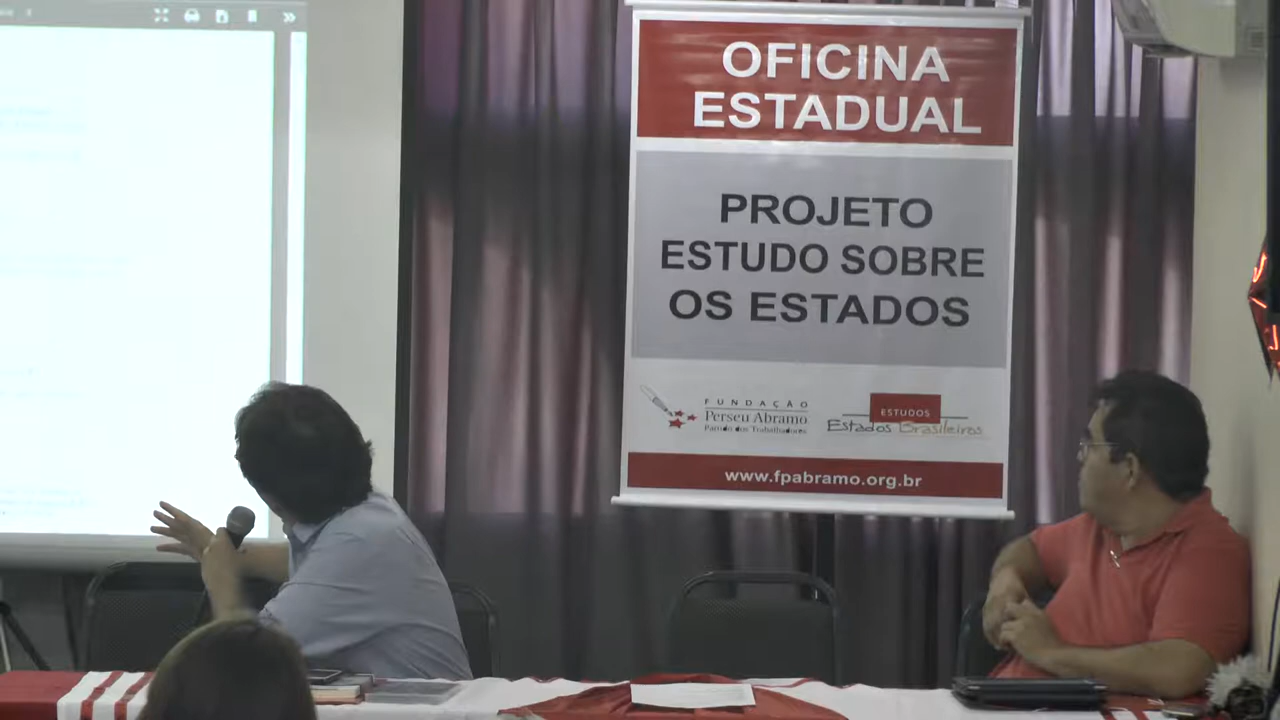 OFICINA
ESTADUAL
PROJETO
ESTUDO SOBRE
OS ESTADOS
FUNDAÇÃO
Perseu Abramo
Partido dos Trabalhadores
ESTUDOS
Estados Brasileiros
www.fpabramo.org.br